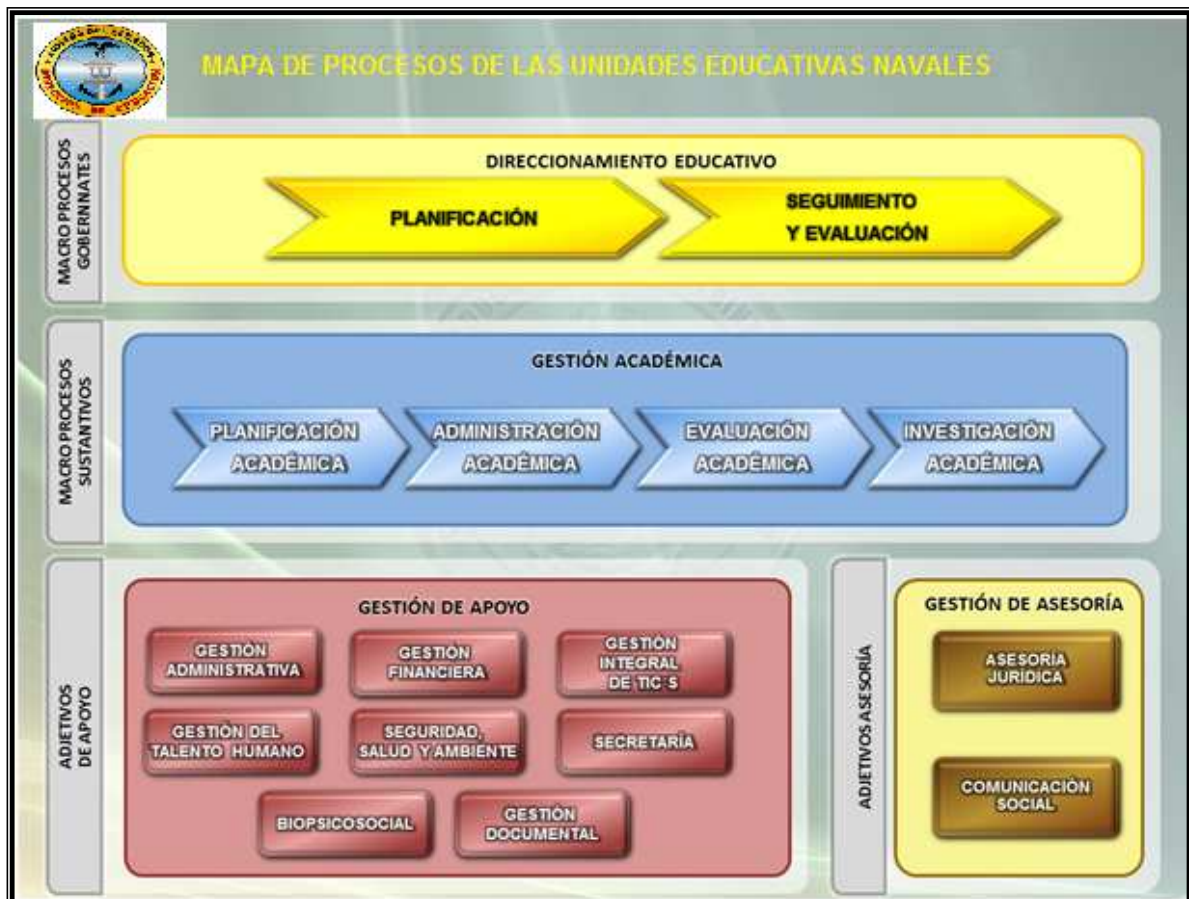 MAPA DE PROCESOS DE LAS UNIDADES EDUCATIVAS NAVALES
MACRO PROCESOS
GOBERNNATES
DIRECCIONAMIENTO EDUCATIVO
PLANIFICACIÓN
SEGUIMIENTO
Y EVALUACIÓN
MACRO PROCESOS
SUSTANTIVOS
GESTIÓN ACADÉMICA
PLANIFICACIÓN
ACADÉMICA
ADMINISTRACIÓN
ACADÉMICA
EVALUACIÓN
ACADÉMICA
INVESTIGACIÓN
ACADÉMICA
ADJETIVOS
DE APOYO
GESTIÓN DE APOYO
GESTIÓN
ADMINISTRATIVA
GESTIÓN
FINANCIERA
GESTIÓN
INTEGRAL
DE TIC´S
GESTIÓN DEL
TALENTO HUMANO
SEGURIDAD,
SALUD Y AMBIENTE
SECRETARÍA
BIOPSICOSOCIAL
GESTIÓN
DOCUMENTAL
ADJETIVOS ASESORÍA
GESTIÓN DE ASESORÍA
ASESORÍA
JURÍDICA
COMUNICACIÓN
SOCIAL